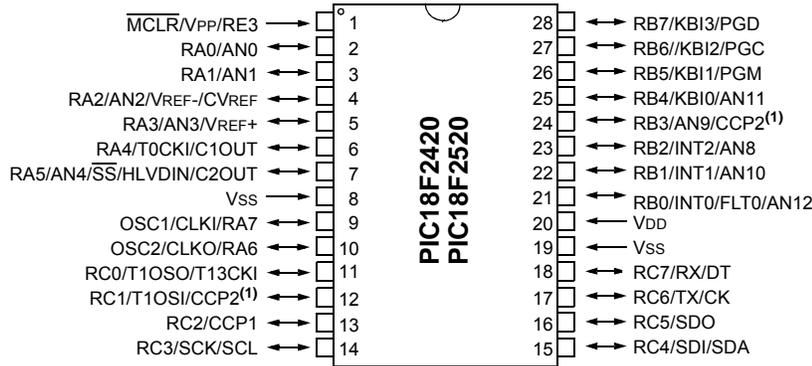 MCLR/VPP/RE3
RA0/AN0
RA1/AN1
RA2/AN2/VREF-/CVREF
RA3/AN3/VREF+
RA4/T0CKI/C1OUT
RA5/AN4/SS/HLVDIN/C2OUT
VSS
OSC1/CLKI/RA7
OSC2/CLKO/RA6
RC0/T1OSO/T13CKI
RC1/T1OSI/CCP2(1)
RC2/CCP1
RC3/SCK/SCL
1
2
3
4
5
6
7
8
9
10
11
12
13
14
PIC18F2420
PIC18F2520
28
27
26
25
24
23
22
21
20
19
18
17
16
15
RB7/KBI3/PGD
RB6//KBI2/PGC
RB5/KBI1/PGM
RB4/KBI0/AN11
RB3/AN9/CCP2(1)
RB2/INT2/AN8
RB1/INT1/AN10
RB0/INT0/FLT0/AN12
VDD
VSS
RC7/RX/DT
RC6/TX/CK
RC5/SDO
RC4/SDI/SDA